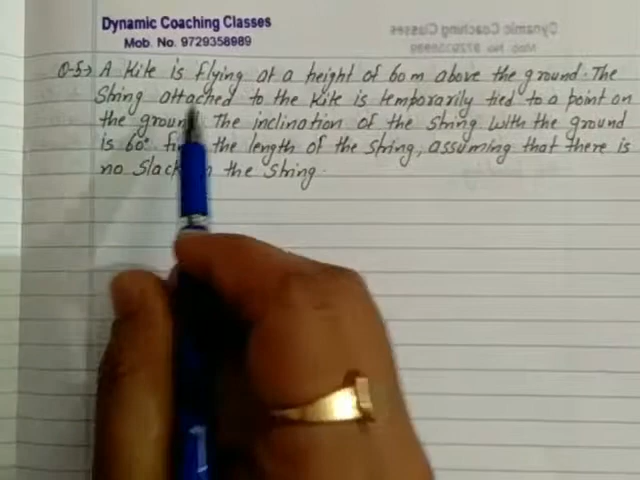 Dynamic Coaching Classes
Mob. No. 9729358989
Q-5→ A Kite is flying at a height of 60m above the ground. The
String attached to the Kite is temporarily tied to a point on
the The inclination of the string with the ground
is 60°. the length of the string, assuming that there is
no the String.